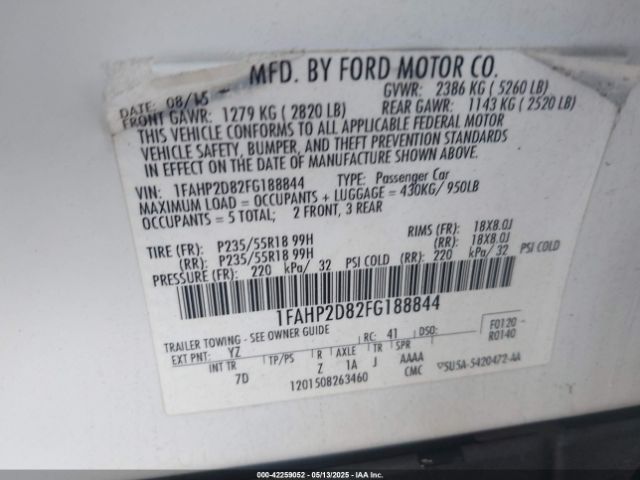 MFD. BY FORD MOTOR CO.
DATE: 08/15 GVWR: 2386 KG ( 5260 LB)
FRONT GAWR: 1279 KG ( 2820 LB) REAR GAWR: 1143 KG ( 2520 LB)
THIS VEHICLE CONFORMS TO ALL APPLICABLE FEDERAL MOTOR
VEHICLE SAFETY, BUMPER, AND THEFT PREVENTION STANDARDS
IN EFFECT ON THE DATE OF MANUFACTURE SHOWN ABOVE.
VIN: 1FAHP2D82FG188844 TYPE: Passenger Car
MAXIMUM LOAD = OCCUPANTS + LUGGAGE = 430KG/ 950LB
OCCUPANTS = 5 TOTAL; 2 FRONT, 3 REAR
TIRE (FR): P235/55R18 99H RIMS (FR): 18X8.0J
(RR): P235/55R18 99H (RR): 18X8.0J
PRESSURE (FR): 220 kPa/ 32 PSI COLD (RR): 220 kPa/ 32 PSI COLD
1FAHP2D82FG188844
TRAILER TOWING - SEE OWNER GUIDE
EXT PNT: YZ RC: 41 DSO: F0120
INT TR TP/PS R AXLE TR SPR R0140
7D Z 1A J AAAA
1201508263460 CMC ▽5U5A-5420472-AA
000-42259052 | 05/13/2025 | IAA Inc.